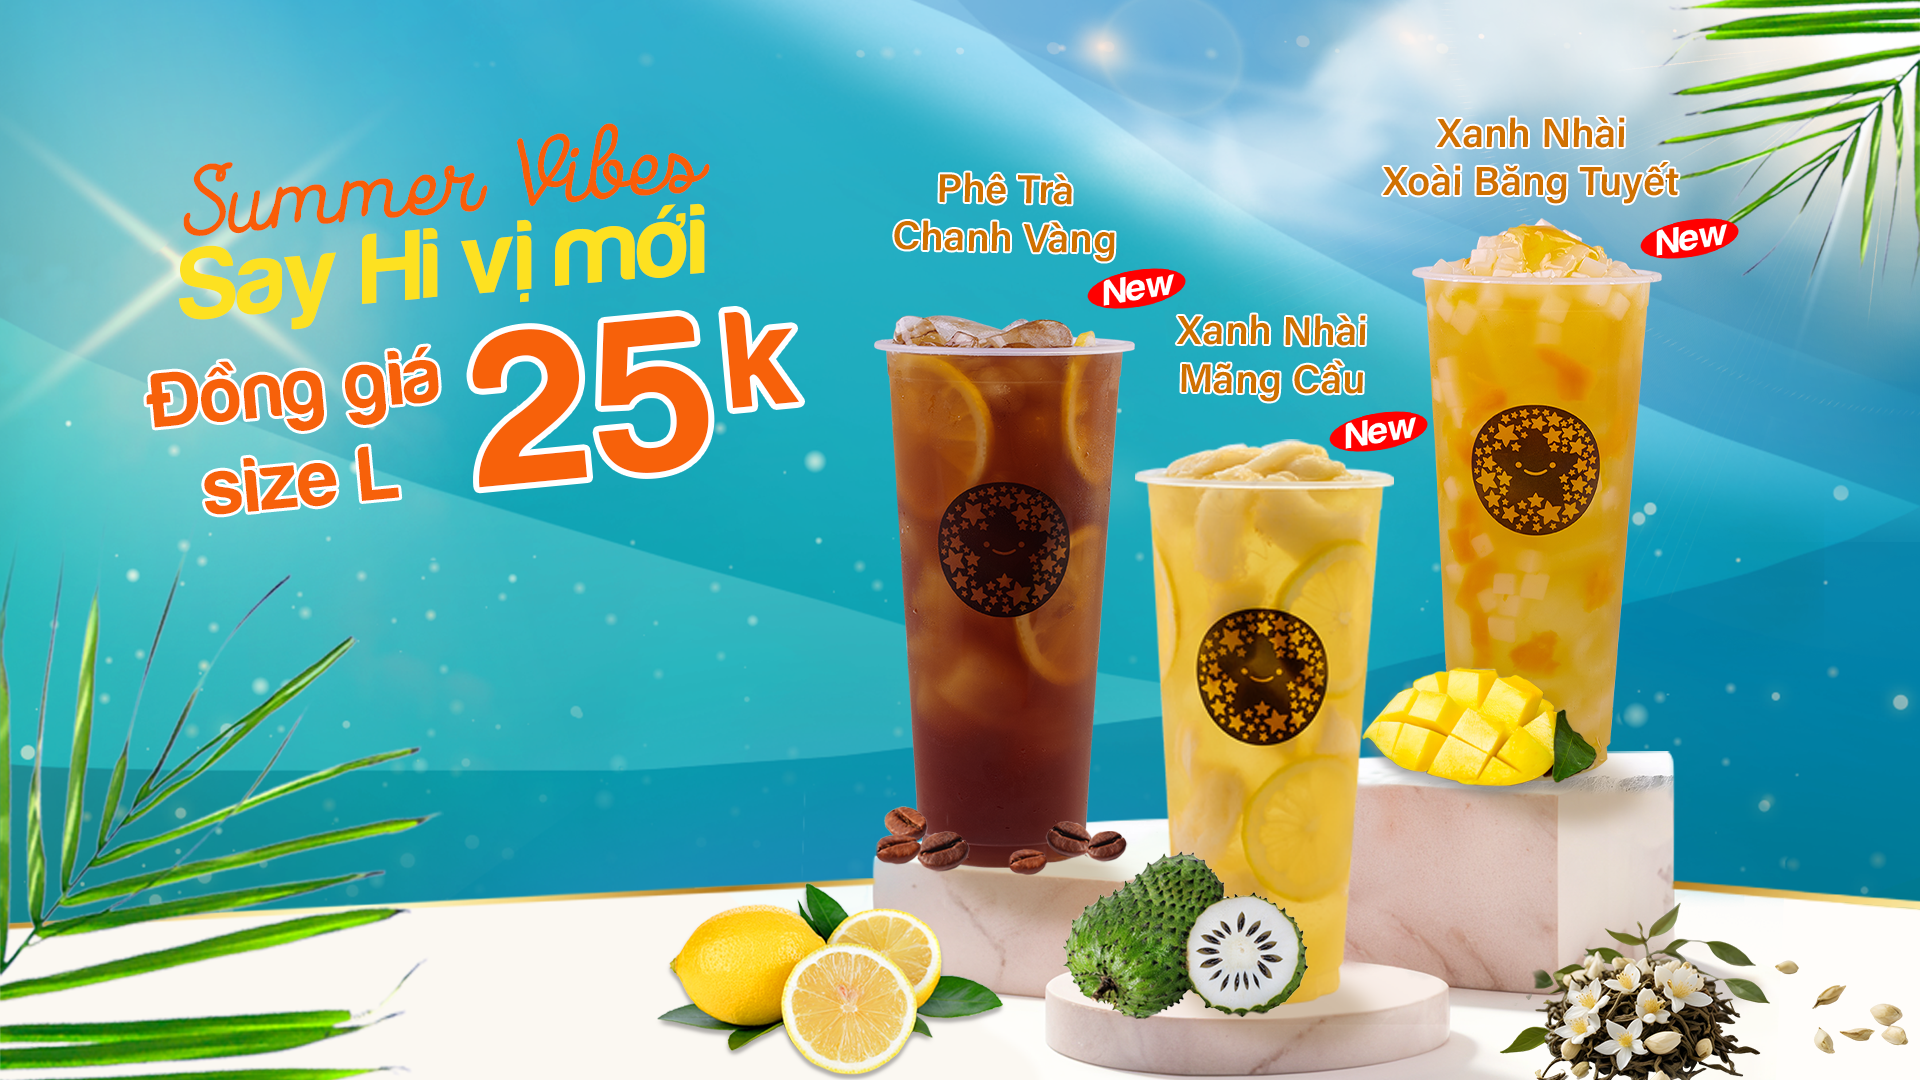 Summer Vibes
Say Hi vị mới
Đồng giá
size L
25k
Phê Trà
Chanh Vàng
New
Xanh Nhài
Mãng Cầu
New
Xanh Nhài
Xoài Băng Tuyết
New